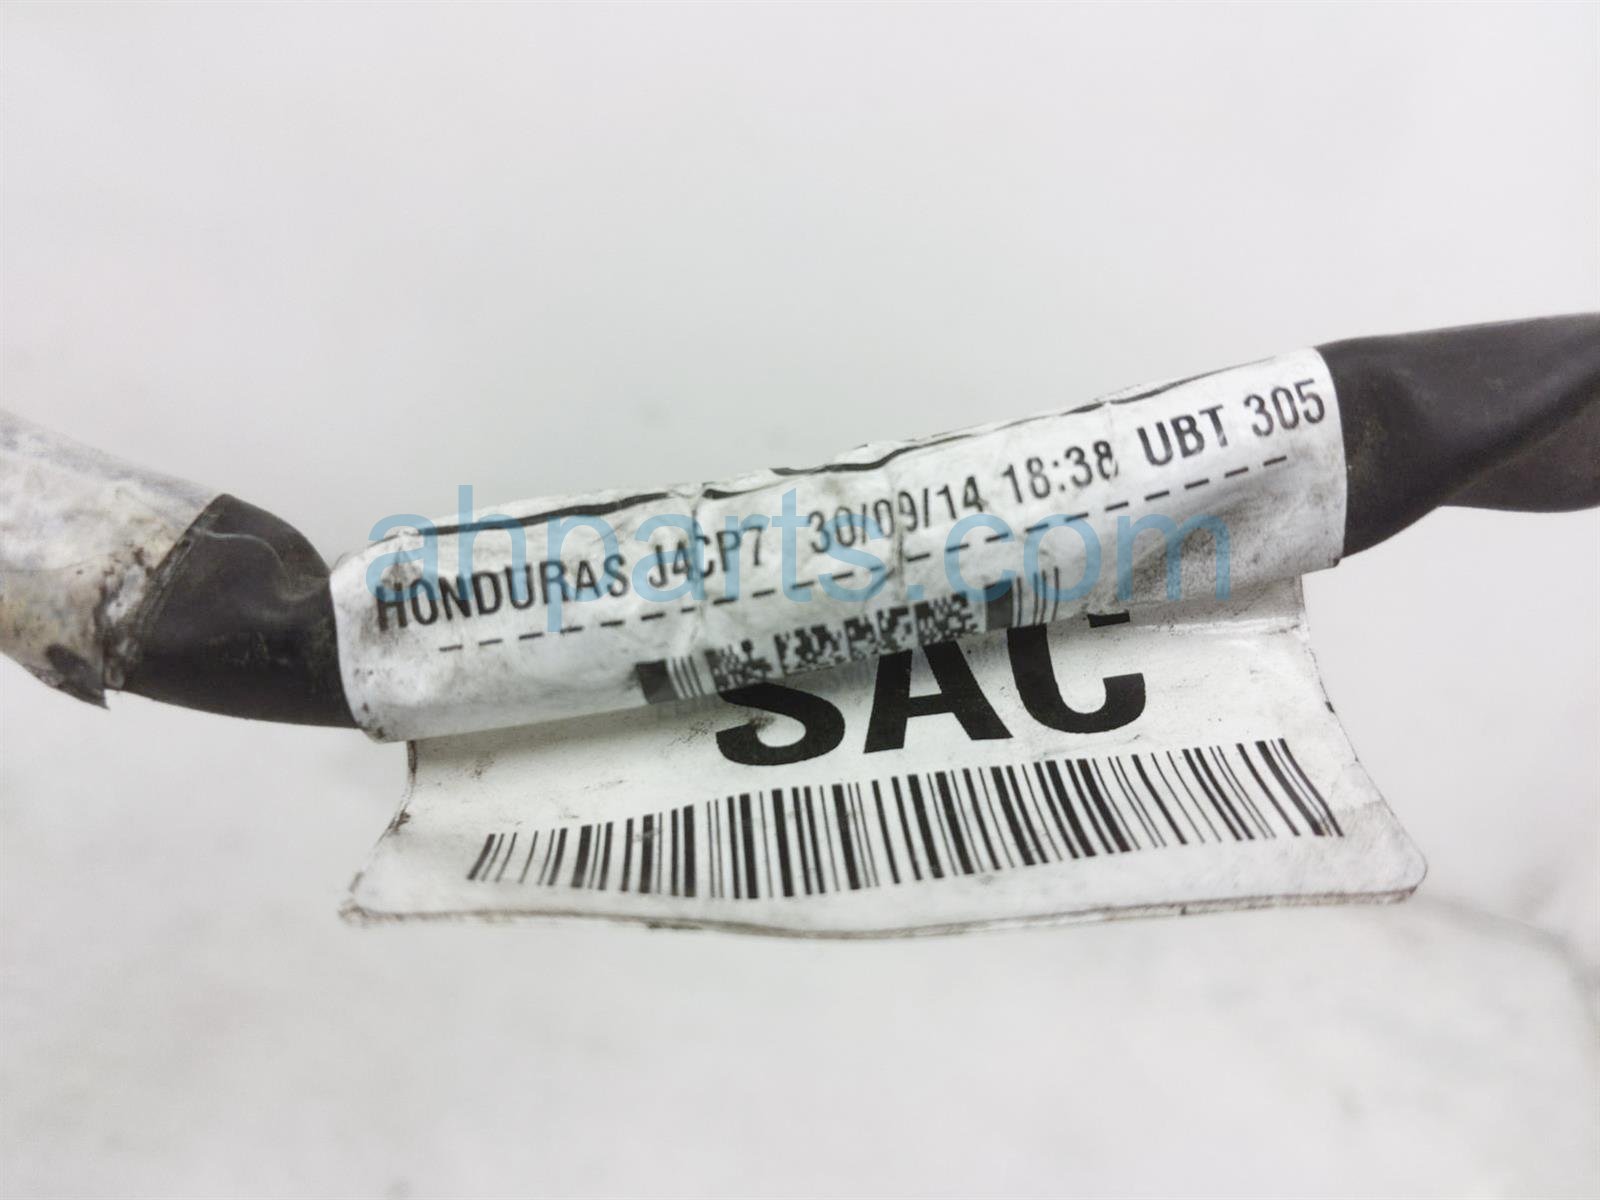 HONDURAS J4CP7 30/09/14 18:38 UBT 305
SAC
ahparts.com